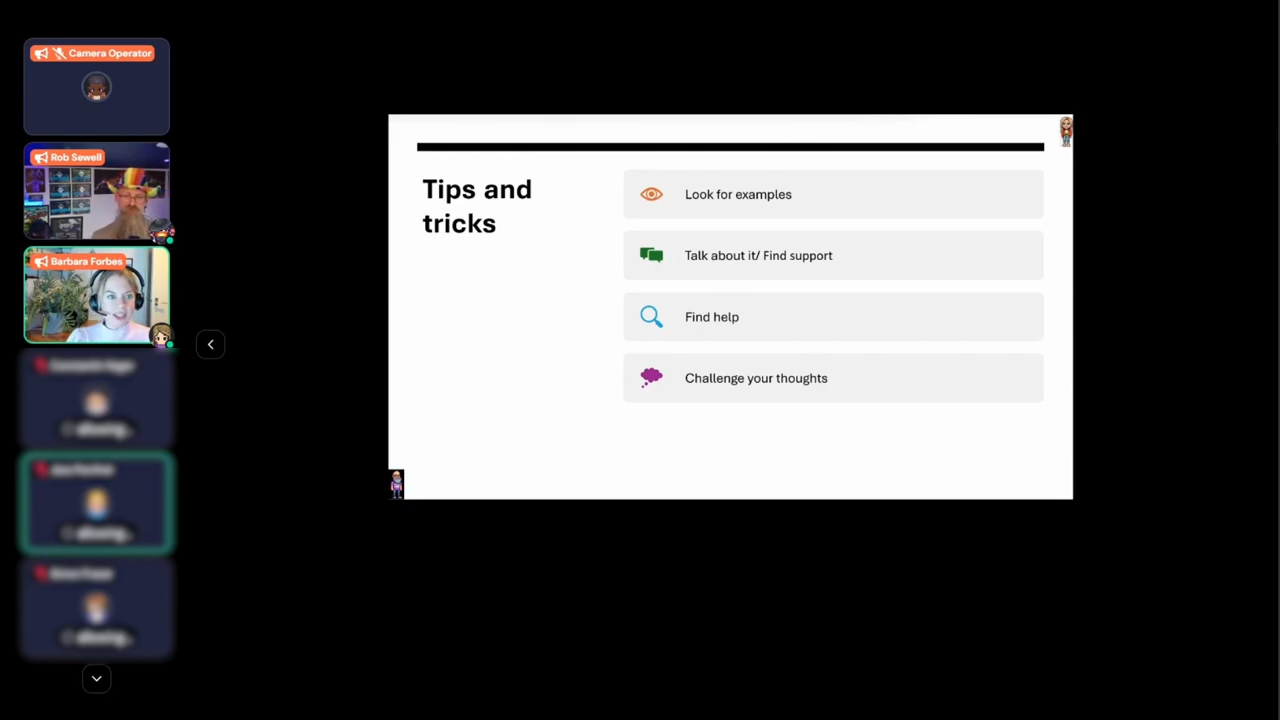 Camera Operator
Rob Sewell
Barbara Forbes
Tips and
tricks
Look for examples
Talk about it/ Find support
Find help
Challenge your thoughts